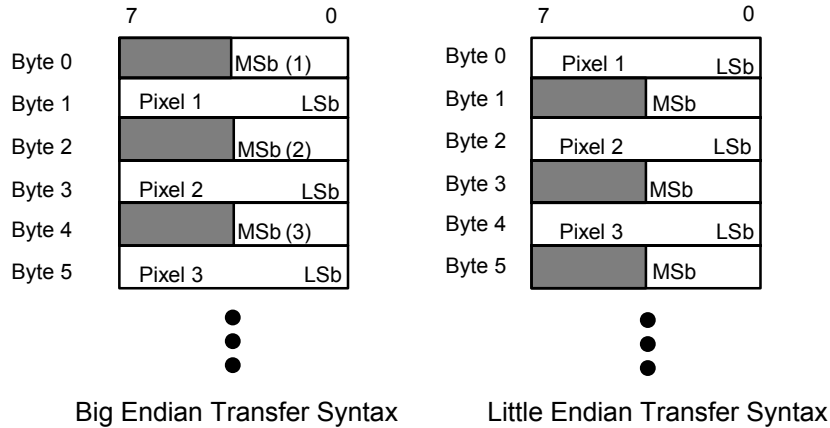 7 0
Byte 0 MSb (1)
Byte 1 Pixel 1 LSb
Byte 2 MSb (2)
Byte 3 Pixel 2 LSb
Byte 4 MSb (3)
Byte 5 Pixel 3 LSb
Big Endian Transfer Syntax
7 0
Byte 0 Pixel 1 LSb
Byte 1 MSb
Byte 2 Pixel 2 LSb
Byte 3 MSb
Byte 4 Pixel 3 LSb
Byte 5 MSb
Little Endian Transfer Syntax